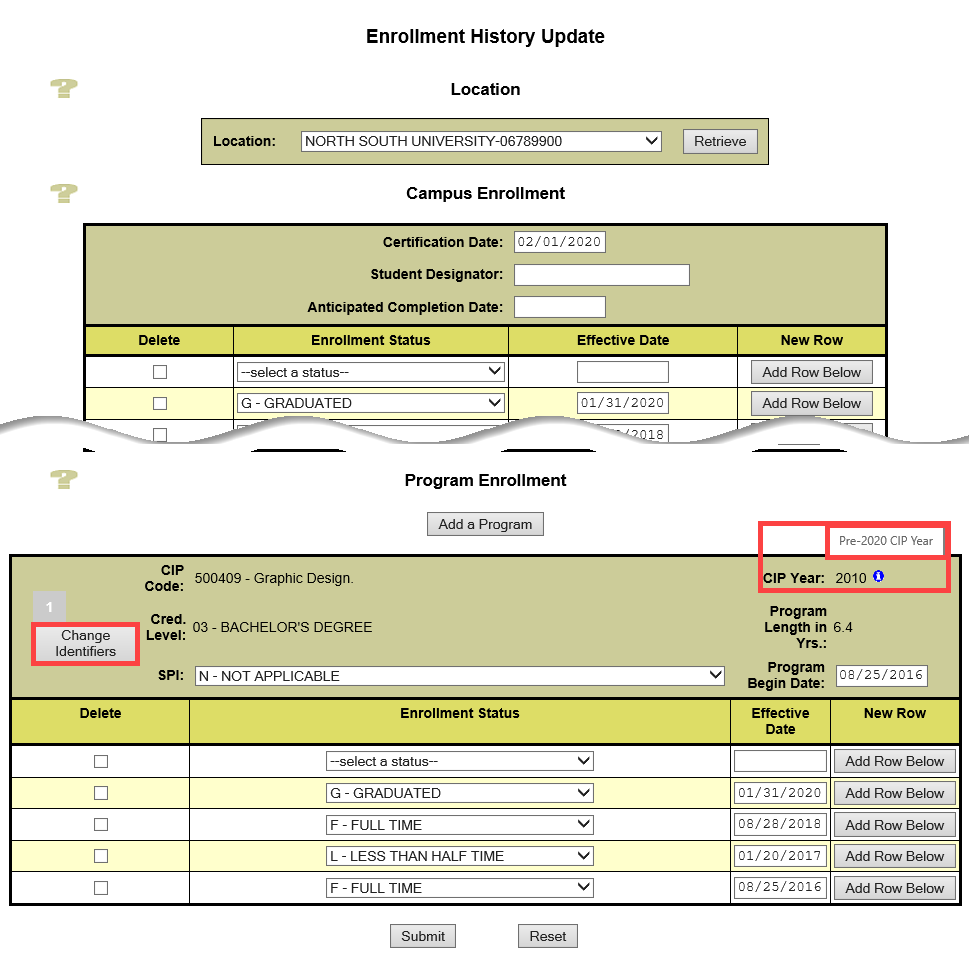 Enrollment History Update
?
Location
Location: NORTH SOUTH UNIVERSITY-06789900 Retrieve
?
Campus Enrollment
Certification Date: 02/01/2020
Student Designator:
Anticipated Completion Date:
Delete Enrollment Status Effective Date New Row
--select a status-- Add Row Below
G - GRADUATED 01/31/2020 Add Row Below
/2018
?
Program Enrollment
Add a Program
Pre-2020 CIP Year
CIP
Code: 500409 - Graphic Design.
CIP Year: 2010 i
1
Change
Identifiers
Cred.
Level: 03 - BACHELOR'S DEGREE
Program
Length in
Yrs.: 6.4
SPI: N - NOT APPLICABLE
Program
Begin Date: 08/25/2016
Delete Enrollment Status Effective
Date New Row
--select a status-- Add Row Below
G - GRADUATED 01/31/2020 Add Row Below
F - FULL TIME 08/28/2018 Add Row Below
L - LESS THAN HALF TIME 01/20/2017 Add Row Below
F - FULL TIME 08/25/2016 Add Row Below
Submit Reset